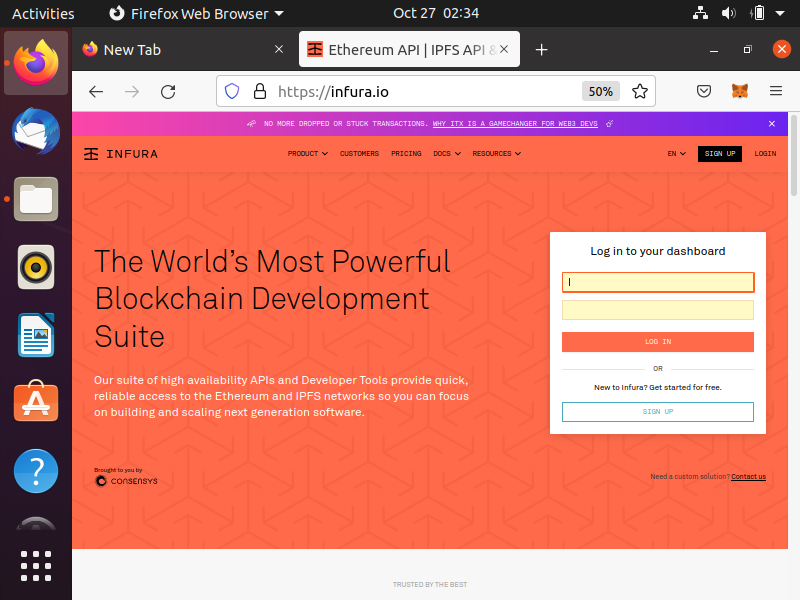 Activities
Firefox Web Browser
Oct 27 02:34
New Tab
Ethereum API | IPFS API &
https://infura.io
50%
NO MORE DROPPED OR STUCK TRANSACTIONS. WHY ITX IS A GAMECHANGER FOR WEB3 DEVS
INFURA
PRODUCT
CUSTOMERS
PRICING
DOCS
RESOURCES
EN
SIGN UP
LOGIN
The World's Most Powerful
Blockchain Development
Suite
Our suite of high availability APIs and Developer Tools provide quick,
reliable access to the Ethereum and IPFS networks so you can focus
on building and scaling next generation software.
Log in to your dashboard
LOG IN
OR
New to Infura? Get started for free.
SIGN UP
Brought to you by
CONSENSYS
Need a custom solution? Contact us
TRUSTED BY THE BEST